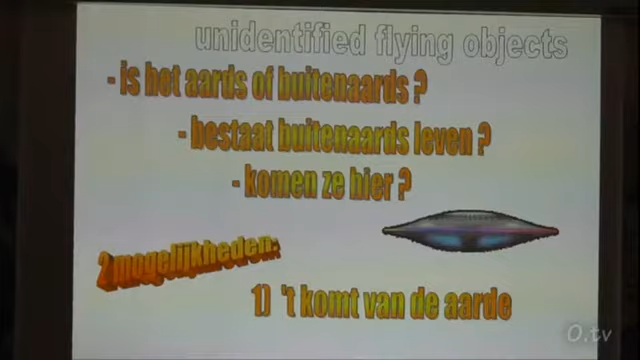 unidentified flying objects
- is het aards of buitenaards ?
- bestaat buitenaards leven ?
- komen ze hier ?
2 mogelijkheden:
1) 't komt van de aarde
O.tv